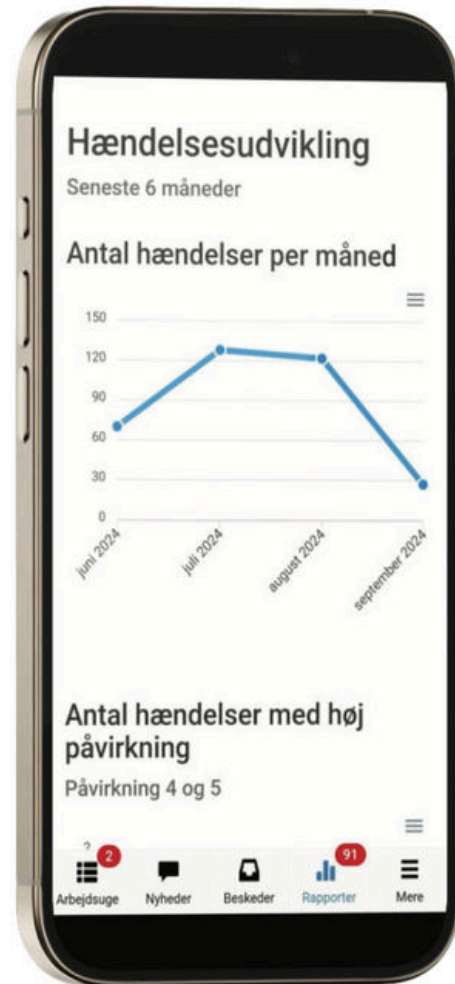 Hændelsesudvikling
Seneste 6 måneder
Antal hændelser per måned
150
120
90
60
30
0
juni 2024
juli 2024
august 2024
september 2024
Antal hændelser med høj
påvirkning
Påvirkning 4 og 5
2
91
Arbejdsuge
Nyheder
Beskeder
Rapporter
Mere